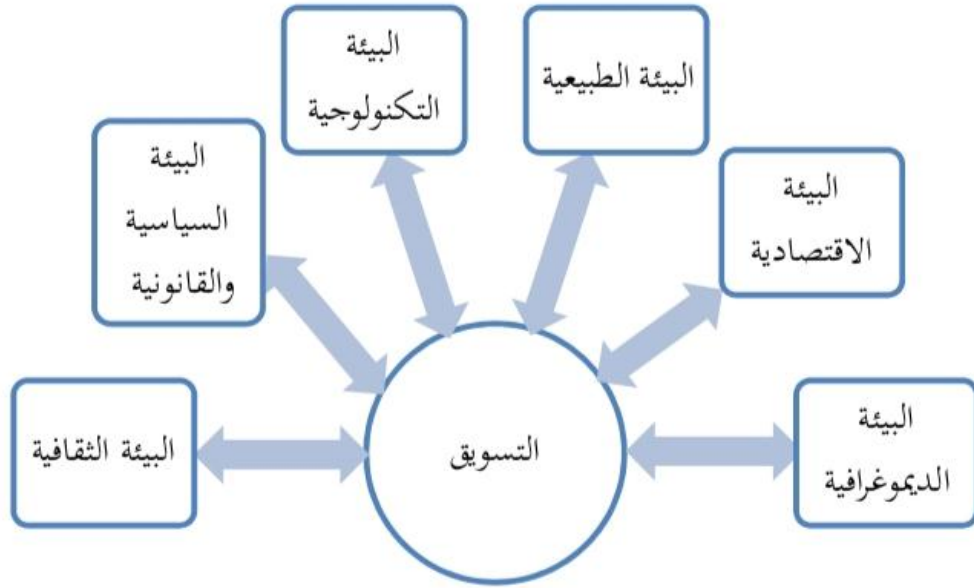 البيئة الطبيعية
البيئة
التكنولوجية
البيئة
الاقتصادية
البيئة
السياسية
والقانونية
البيئة
الديموغرافية
التسويق
البيئة الثقافية